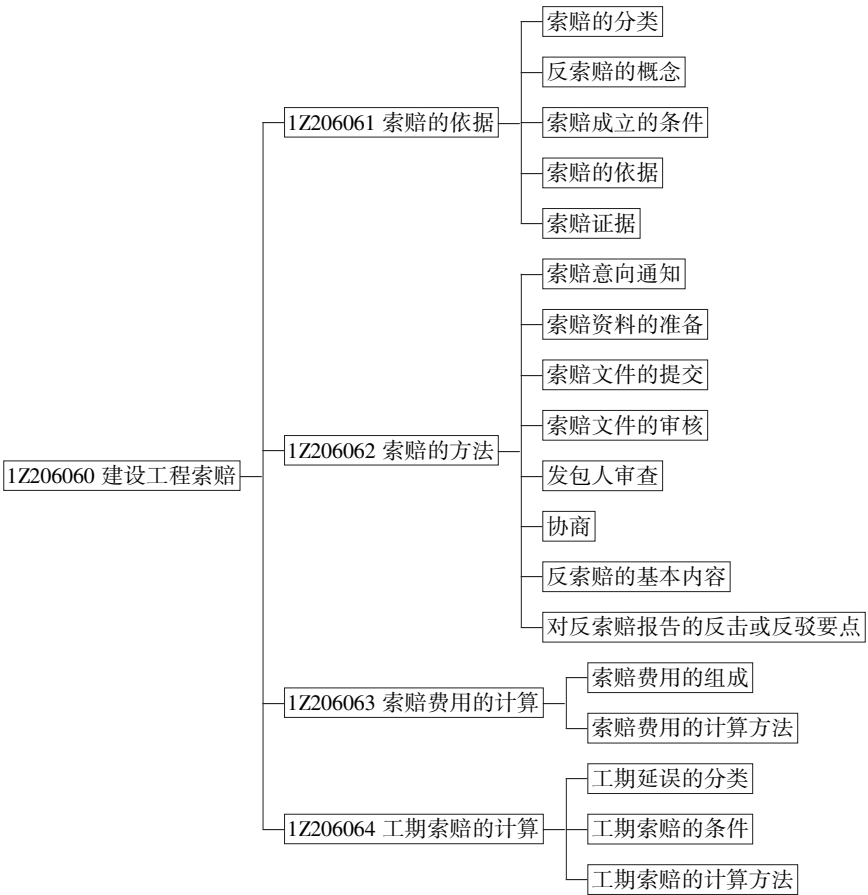 索赔的分类
反索赔的概念
1Z206061 索赔的依据
索赔成立的条件
索赔的依据
索赔证据
索赔意向通知
索赔资料的准备
索赔文件的提交
索赔文件的审核
1Z206062 索赔的方法
1Z206060 建设工程索赔
发包人审查
协商
反索赔的基本内容
对反索赔报告的反击或反驳要点
索赔费用的组成
1Z206063 索赔费用的计算
索赔费用的计算方法
工期延误的分类
1Z206064 工期索赔的计算
工期索赔的条件
工期索赔的计算方法